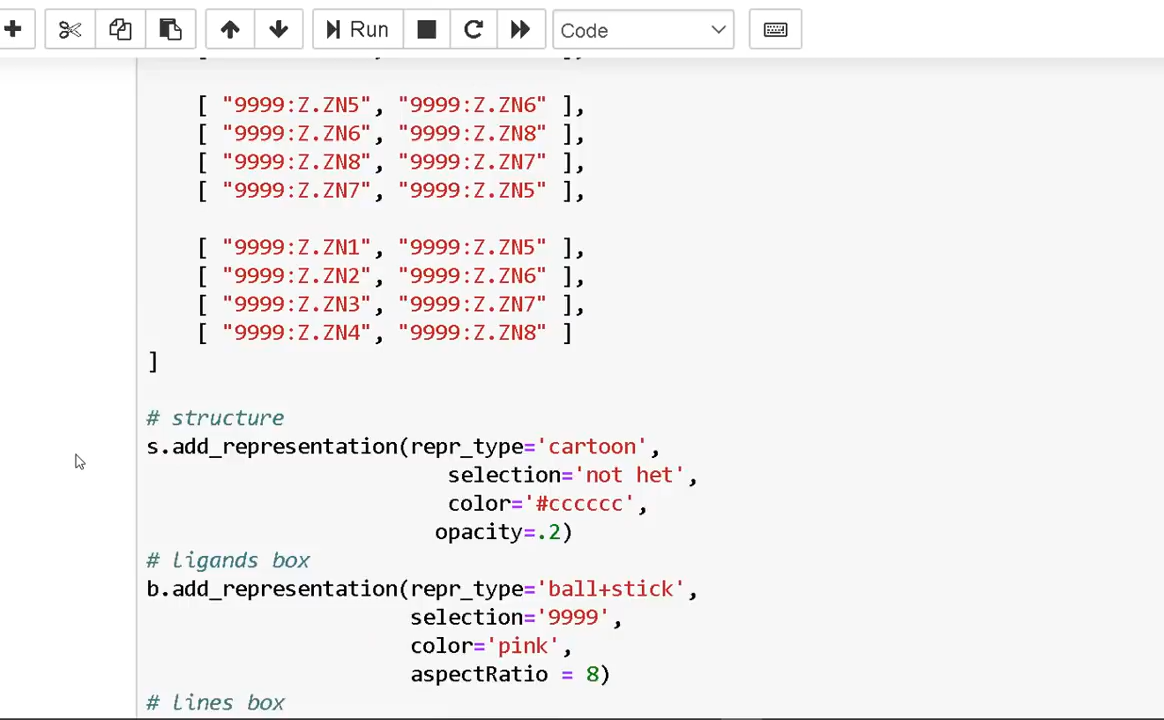 Run
Code
[ "9999:Z.ZN5", "9999:Z.ZN6" ],
[ "9999:Z.ZN6", "9999:Z.ZN8" ],
[ "9999:Z.ZN8", "9999:Z.ZN7" ],
[ "9999:Z.ZN7", "9999:Z.ZN5" ],
[ "9999:Z.ZN1", "9999:Z.ZN5" ],
[ "9999:Z.ZN2", "9999:Z.ZN6" ],
[ "9999:Z.ZN3", "9999:Z.ZN7" ],
[ "9999:Z.ZN4", "9999:Z.ZN8" ]
]
# structure
s.add_representation(repr_type='cartoon',
selection='not het',
color='#cccccc',
opacity=.2)
# ligands box
b.add_representation(repr_type='ball+stick',
selection='9999',
color='pink',
aspectRatio = 8)
# lines box